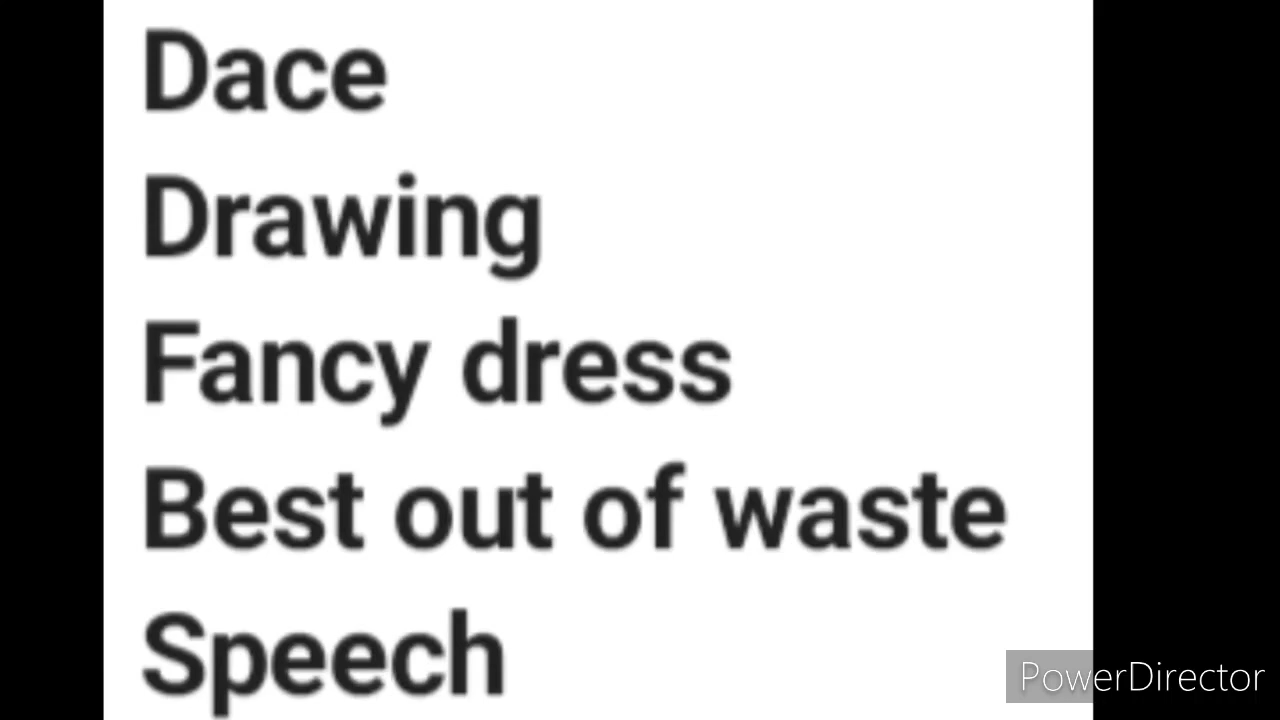 Dace
Drawing
Fancy dress
Best out of waste
Speech
PowerDirector